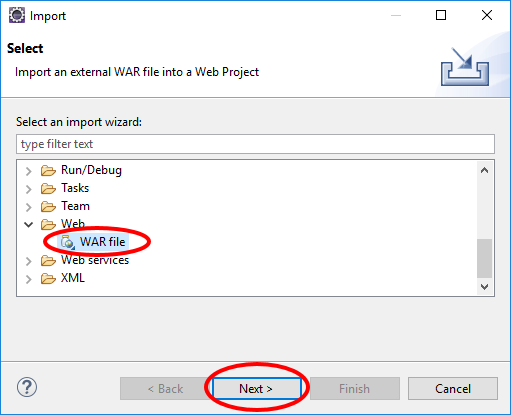 Import
Select
Import an external WAR file into a Web Project
Select an import wizard:
type filter text
Run/Debug
Tasks
Team
Web
WAR file
Web services
XML
?
< Back
Next >
Finish
Cancel